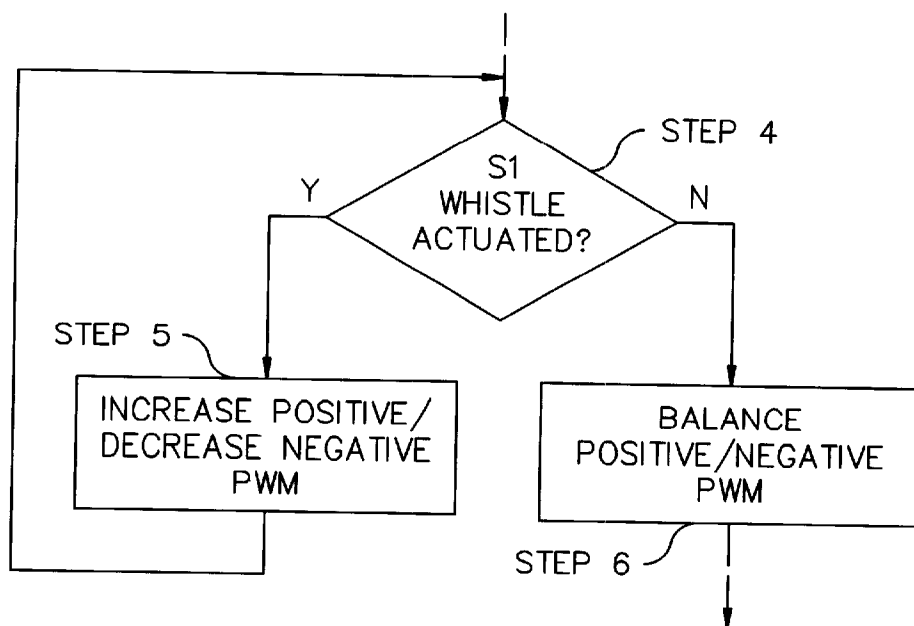 STEP 4
S1
WHISTLE
ACTUATED?
Y
N
STEP 5
INCREASE POSITIVE/
DECREASE NEGATIVE
PWM
BALANCE
POSITIVE/NEGATIVE
PWM
STEP 6